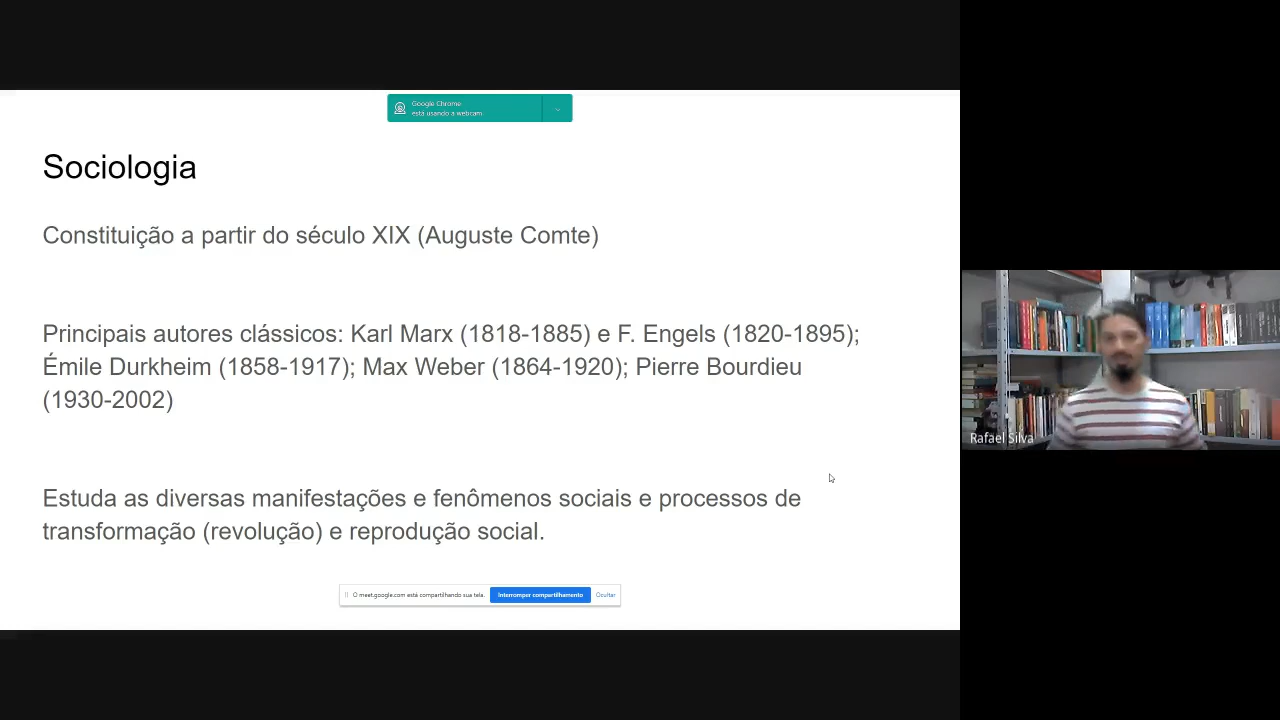 Google Chrome
está usando a webcam.
Sociologia
Constituição a partir do século XIX (Auguste Comte)
Principais autores clássicos: Karl Marx (1818-1885) e F. Engels (1820-1895);
Émile Durkheim (1858-1917); Max Weber (1864-1920); Pierre Bourdieu
(1930-2002)
Estuda as diversas manifestações e fenômenos sociais e processos de
transformação (revolução) e reprodução social.
O meet.google.com está compartilhando sua tela. Interromper compartilhamento Ocultar
Rafael Silva